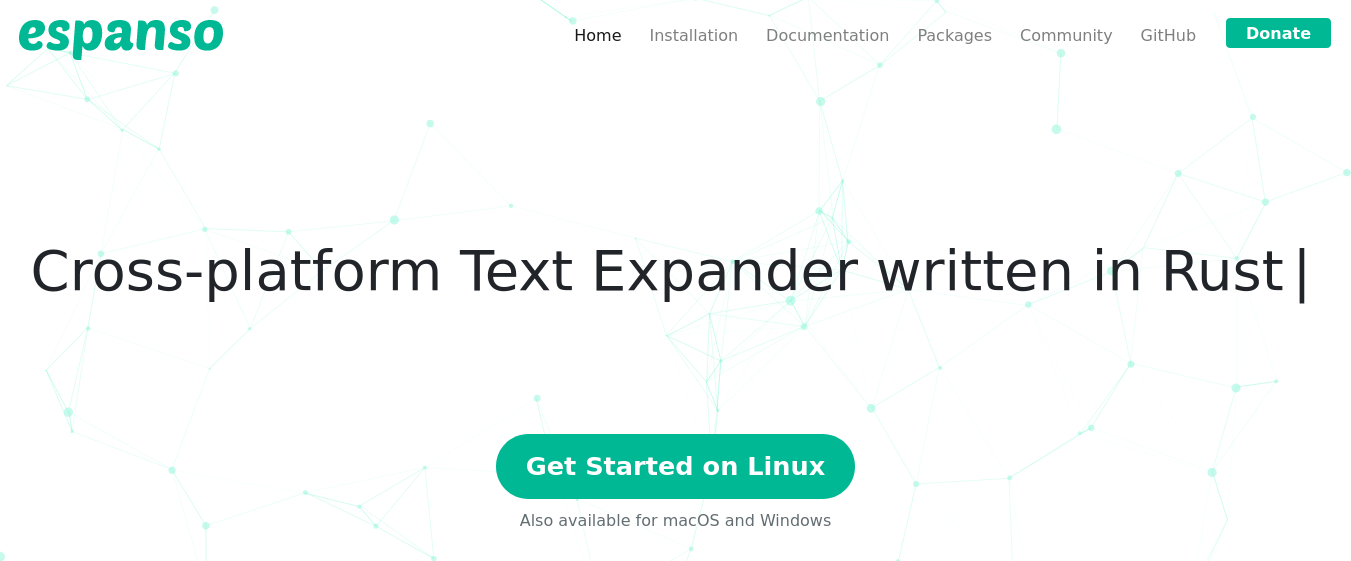 espanso
Home Installation Documentation Packages Community GitHub Donate
Cross-platform Text Expander written in Rust|
Get Started on Linux
Also available for macOS and Windows